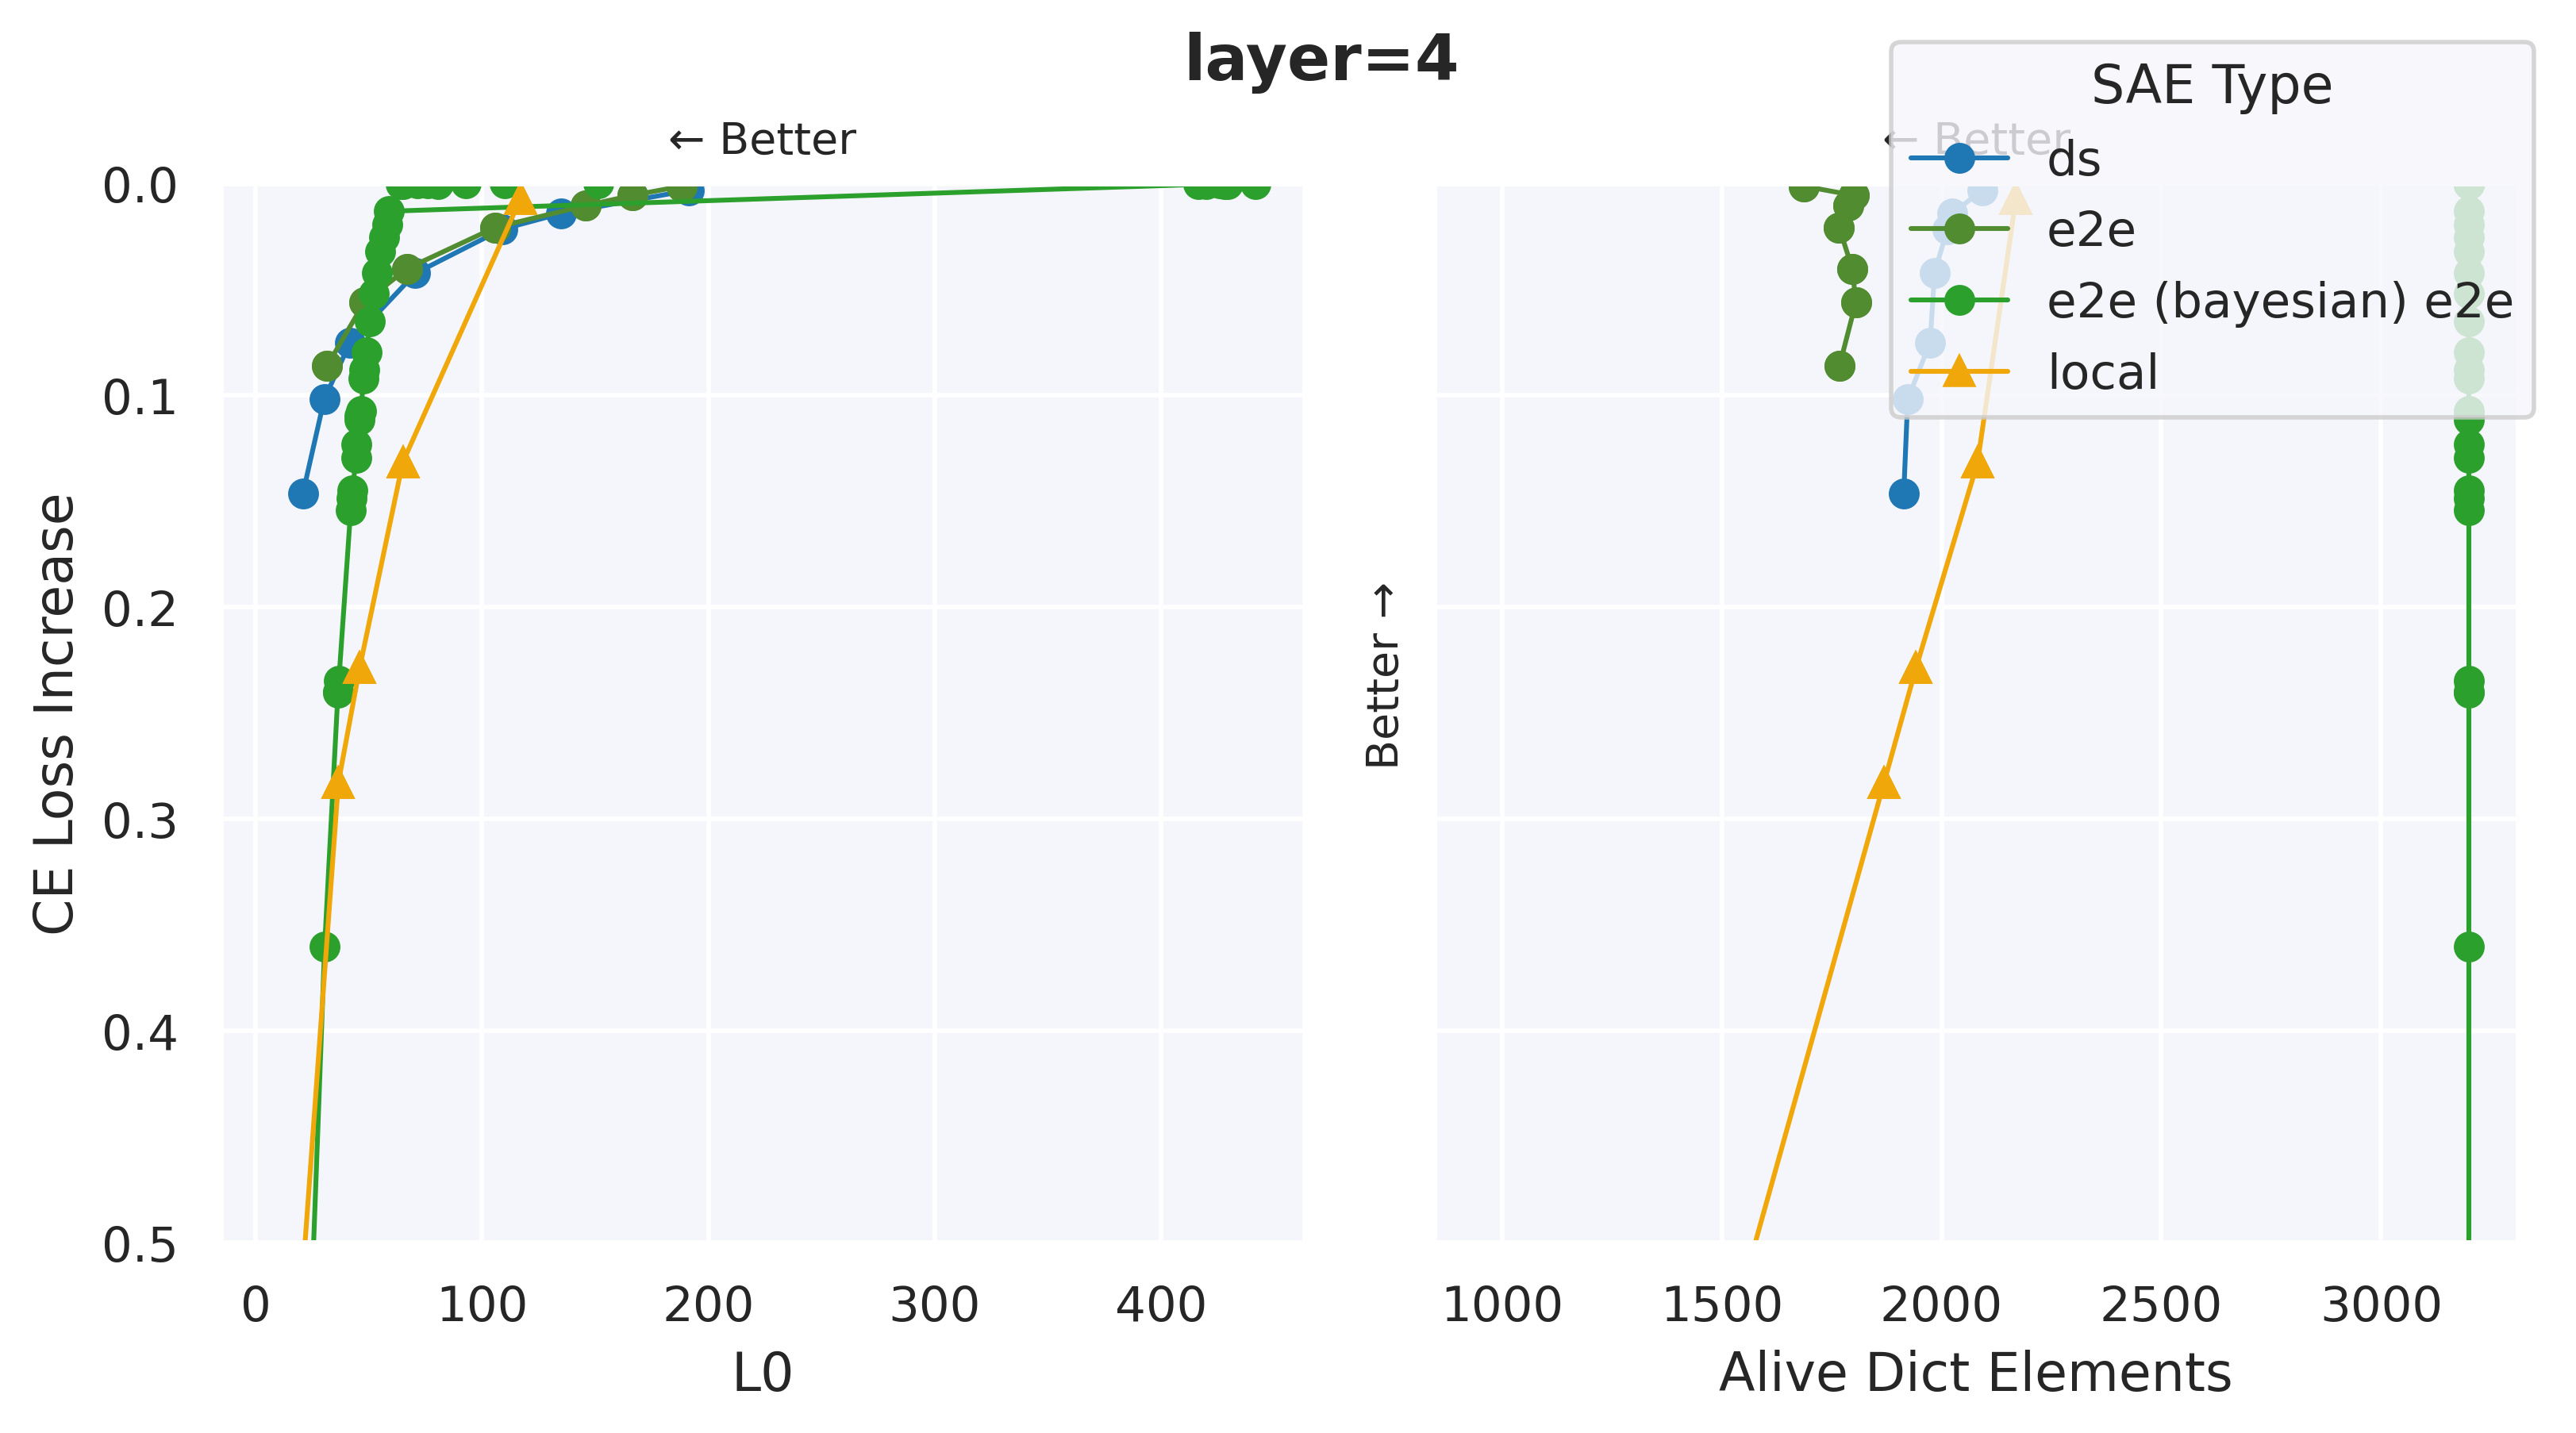 layer=4
← Better
← Better
SAE Type
ds
e2e
e2e (bayesian) e2e
local
CE Loss Increase
0.0
0.1
0.2
0.3
0.4
0.5
Better →
0
100
200
300
400
L0
1000
1500
2000
2500
3000
Alive Dict Elements